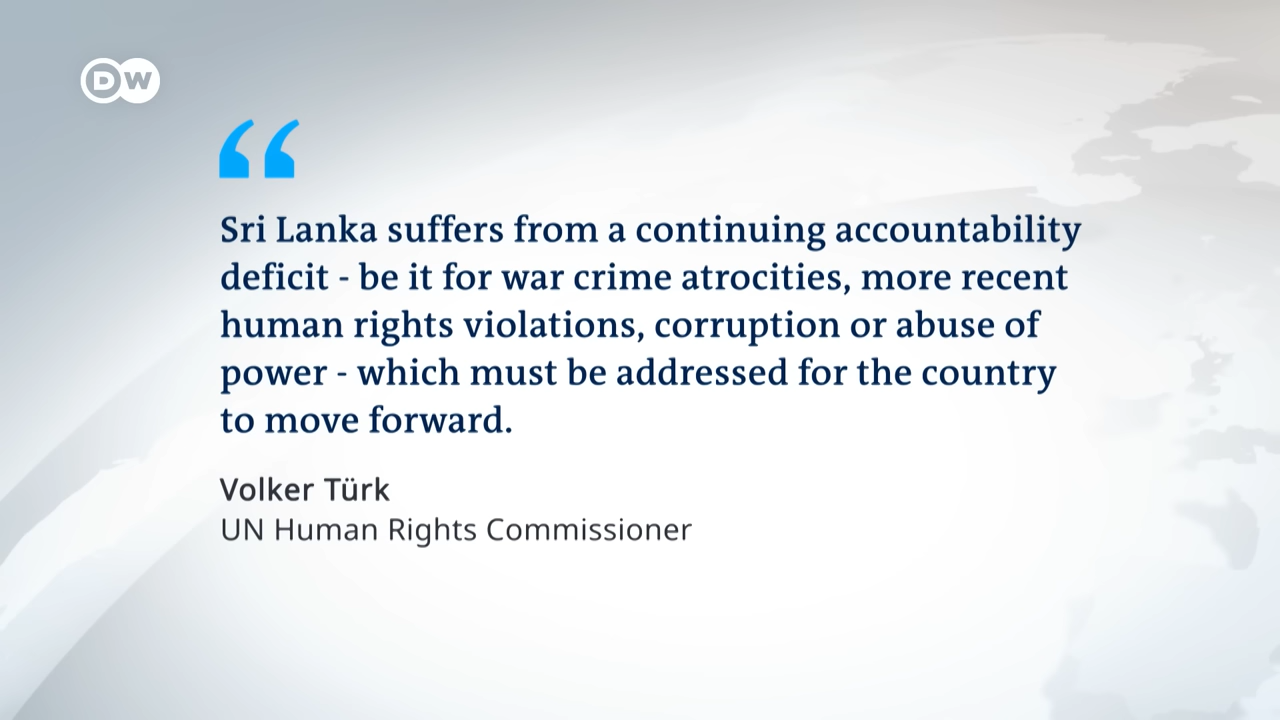 DW
“
Sri Lanka suffers from a continuing accountability
deficit - be it for war crime atrocities, more recent
human rights violations, corruption or abuse of
power - which must be addressed for the country
to move forward.
Volker Türk
UN Human Rights Commissioner